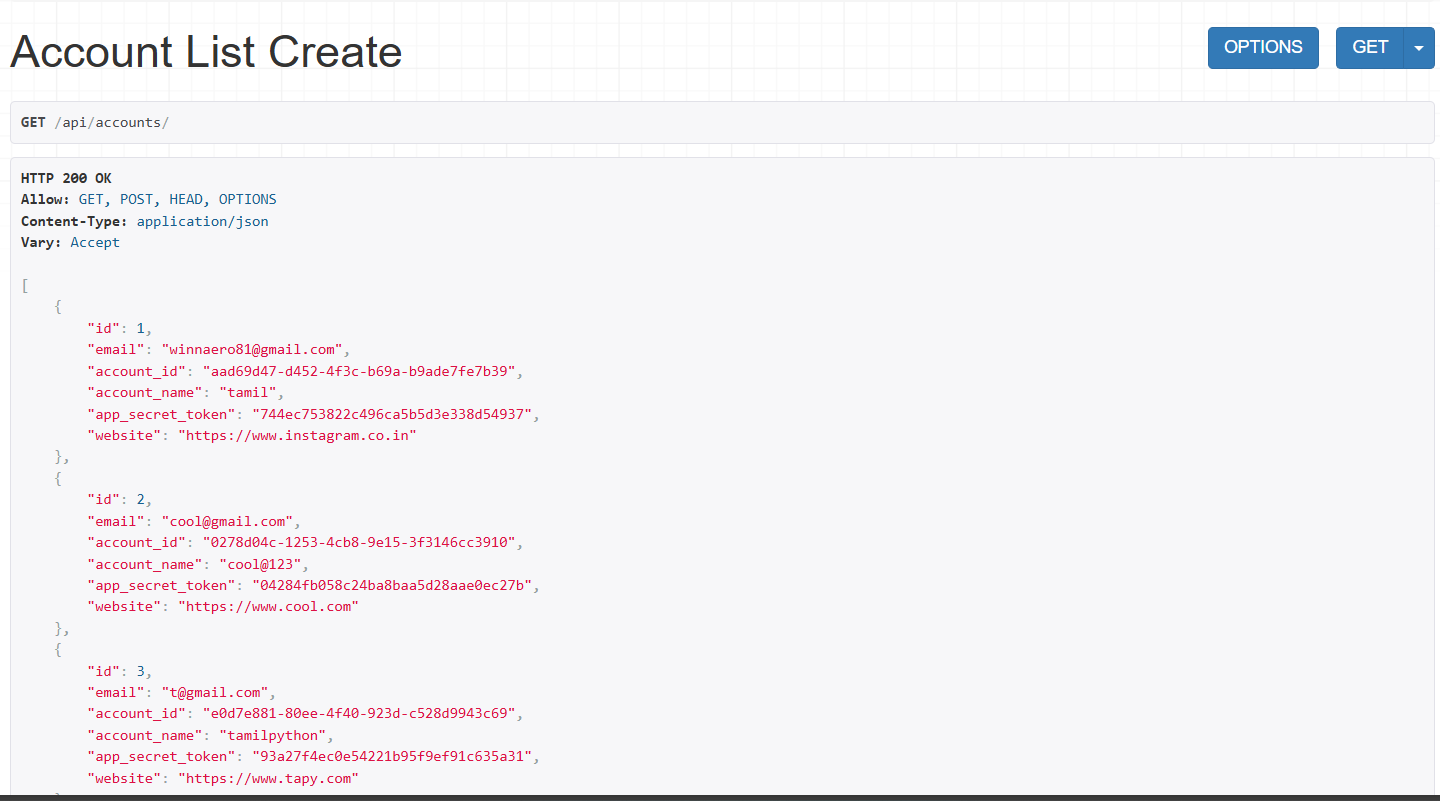 Account List Create
OPTIONS
GET
GET /api/accounts/
HTTP 200 OK
Allow: GET, POST, HEAD, OPTIONS
Content-Type: application/json
Vary: Accept
[
{
"id": 1,
"email": "winnaero81@gmail.com",
"account_id": "aad69d47-d452-4f3c-b69a-b9ade7fe7b39",
"account_name": "tamil",
"app_secret_token": "744ec753822c496ca5b5d3e338d54937",
"website": "https://www.instagram.co.in"
},
{
"id": 2,
"email": "cool@gmail.com",
"account_id": "0278d04c-1253-4cb8-9e15-3f3146cc3910",
"account_name": "cool@123",
"app_secret_token": "04284fb058c24ba8baa5d28aae0ec27b",
"website": "https://www.cool.com"
},
{
"id": 3,
"email": "t@gmail.com",
"account_id": "e0d7e881-80ee-4f40-923d-c528d9943c69",
"account_name": "tamilpython",
"app_secret_token": "93a27f4ec0e54221b95f9ef91c635a31",
"website": "https://www.tapy.com"